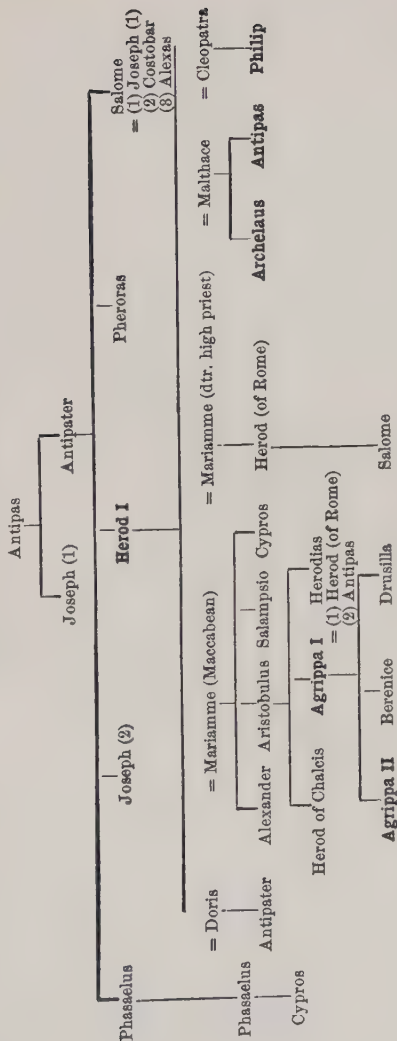 Antipas
Joseph (1) Antipater
Phasaelus Joseph (2) Herod I Pheroras Salome
= (1) Joseph (1)
(2) Costobar
(3) Alexas
= Doris = Mariamme (Maccabean) = Mariamme (dtr. high priest) = Malthace = Cleopatra
Phasaelus Antipater Alexander Aristobulus Salampsio Cypros Herod (of Rome) Archelaus Antipas Philip
Cypros Herod of Chalcis Agrippa I Herodias
= (1) Herod (of Rome)
(2) Antipas
Agrippa II Berenice Drusilla Salome